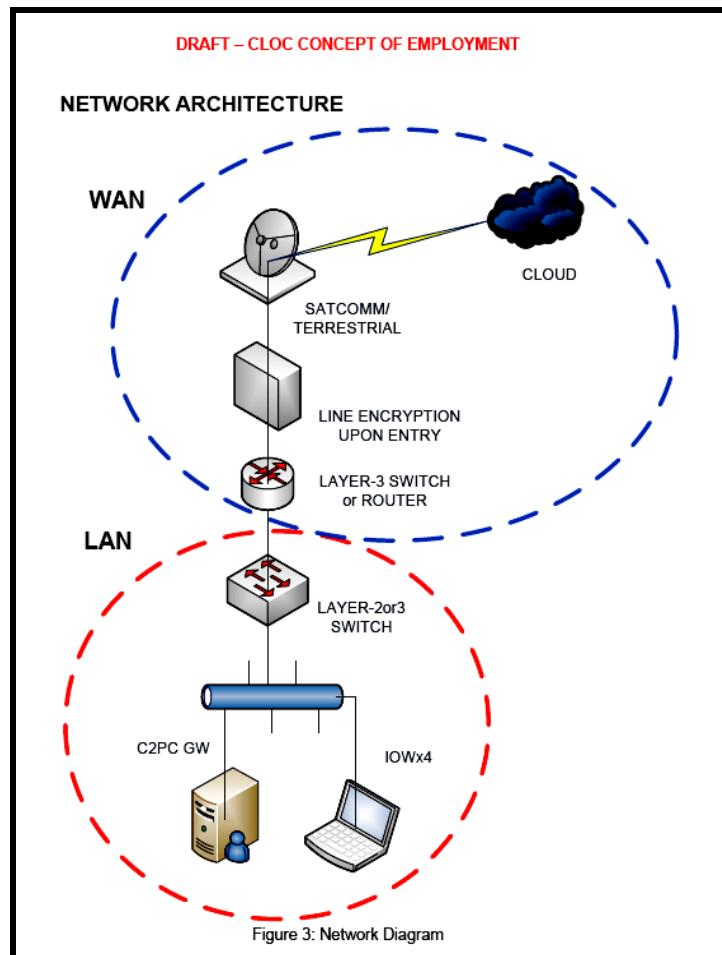 DRAFT – CLOC CONCEPT OF EMPLOYMENT
NETWORK ARCHITECTURE
WAN
CLOUD
SATCOMM/
TERRESTRIAL
LINE ENCRYPTION
UPON ENTRY
LAYER-3 SWITCH
or ROUTER
LAN
LAYER-2or3
SWITCH
C2PC GW
IOWx4
Figure 3: Network Diagram